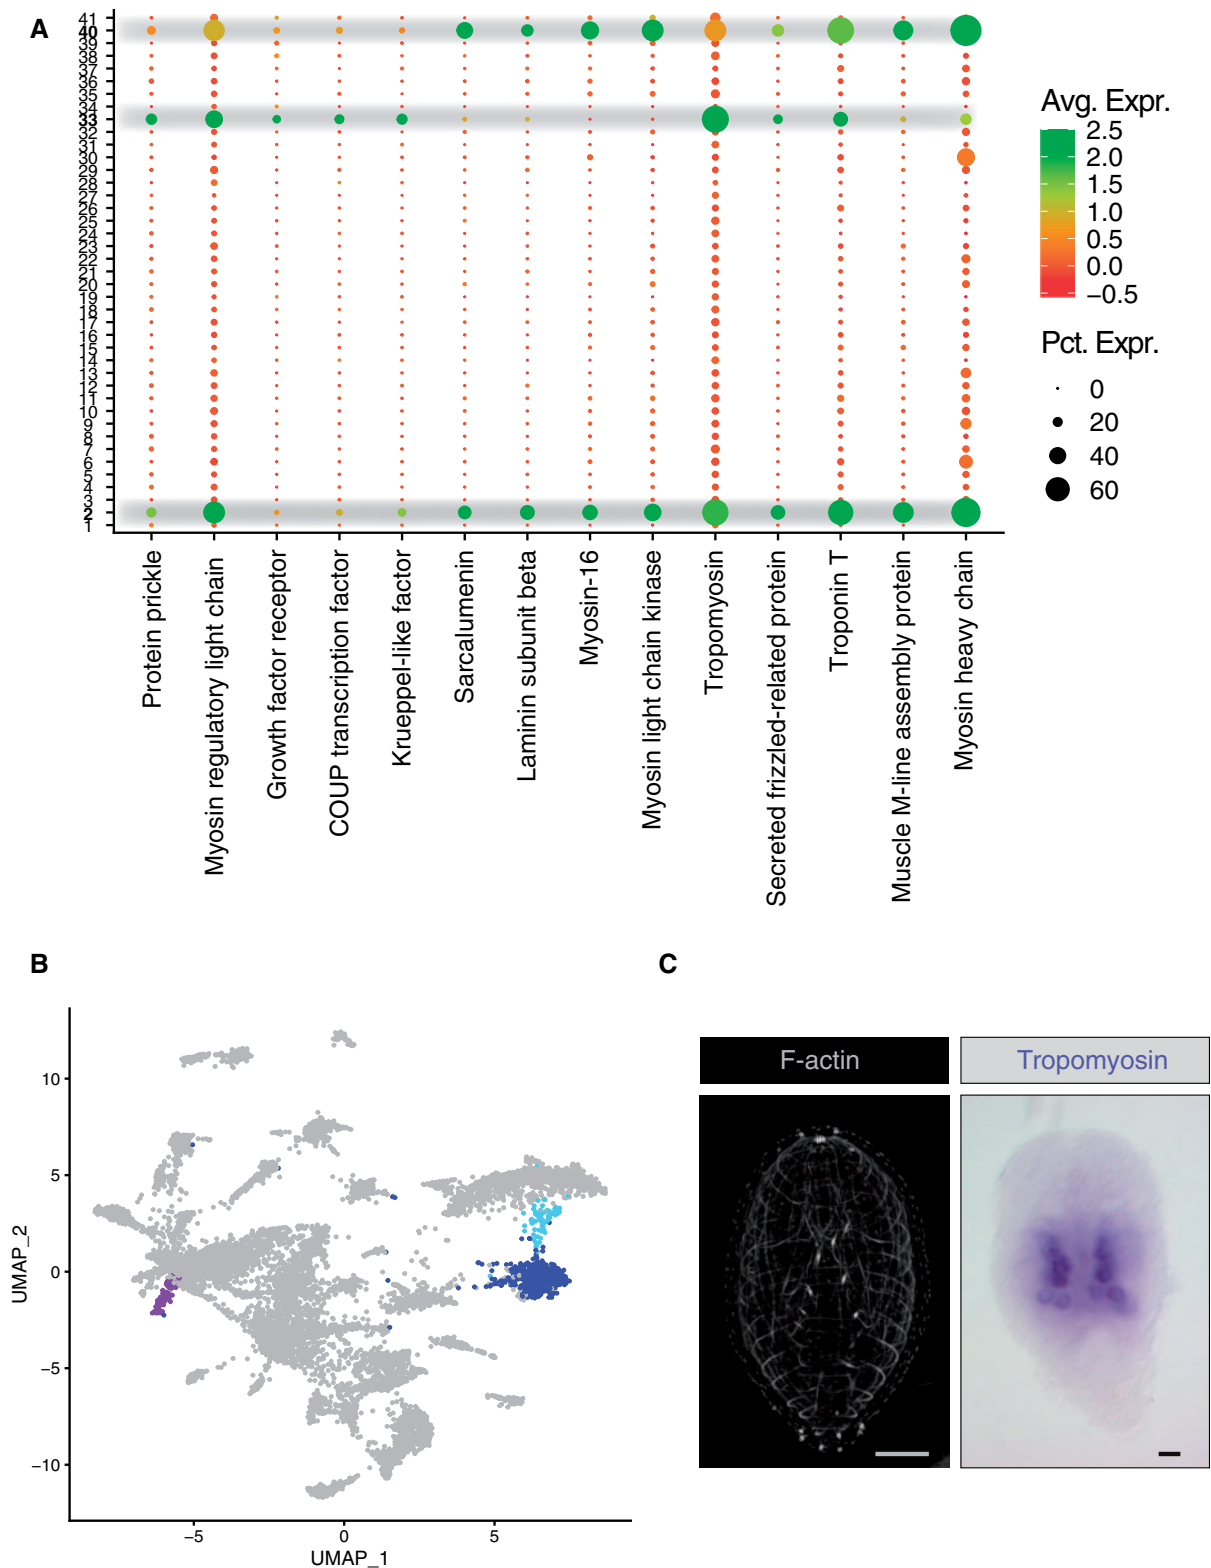 A
41
40
39
38
37
36
35
34
33
32
31
30
29
28
27
26
25
24
23
22
21
20
19
18
17
16
15
14
13
12
11
10
9
8
7
6
5
4
3
2
1
Protein prickle
Myosin regulatory light chain
Growth factor receptor
COUP transcription factor
Krueppel-like factor
Sarcalumenin
Laminin subunit beta
Myosin-16
Myosin light chain kinase
Tropomyosin
Secreted frizzled-related protein
Troponin T
Muscle M-line assembly protein
Myosin heavy chain
Avg. Expr.
2.5
2.0
1.5
1.0
0.5
0.0
−0.5
Pct. Expr.
0
20
40
60
B
UMAP_2
10
5
0
−5
−10
−5
0
5
UMAP_1
C
F-actin
Tropomyosin